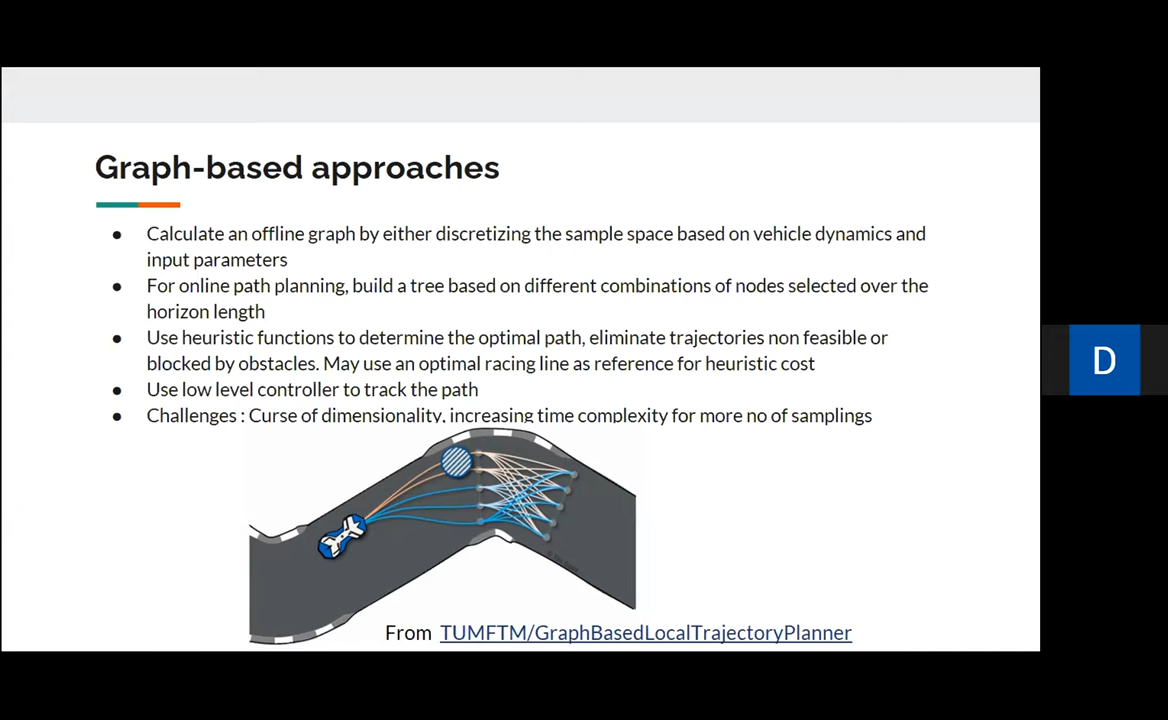 Graph-based approaches
● Calculate an offline graph by either discretizing the sample space based on vehicle dynamics and
input parameters
● For online path planning, build a tree based on different combinations of nodes selected over the
horizon length
● Use heuristic functions to determine the optimal path, eliminate trajectories non feasible or
blocked by obstacles. May use an optimal racing line as reference for heuristic cost
● Use low level controller to track the path
● Challenges : Curse of dimensionality, increasing time complexity for more no of samplings
D
From TUMFTM/GraphBasedLocalTrajectoryPlanner